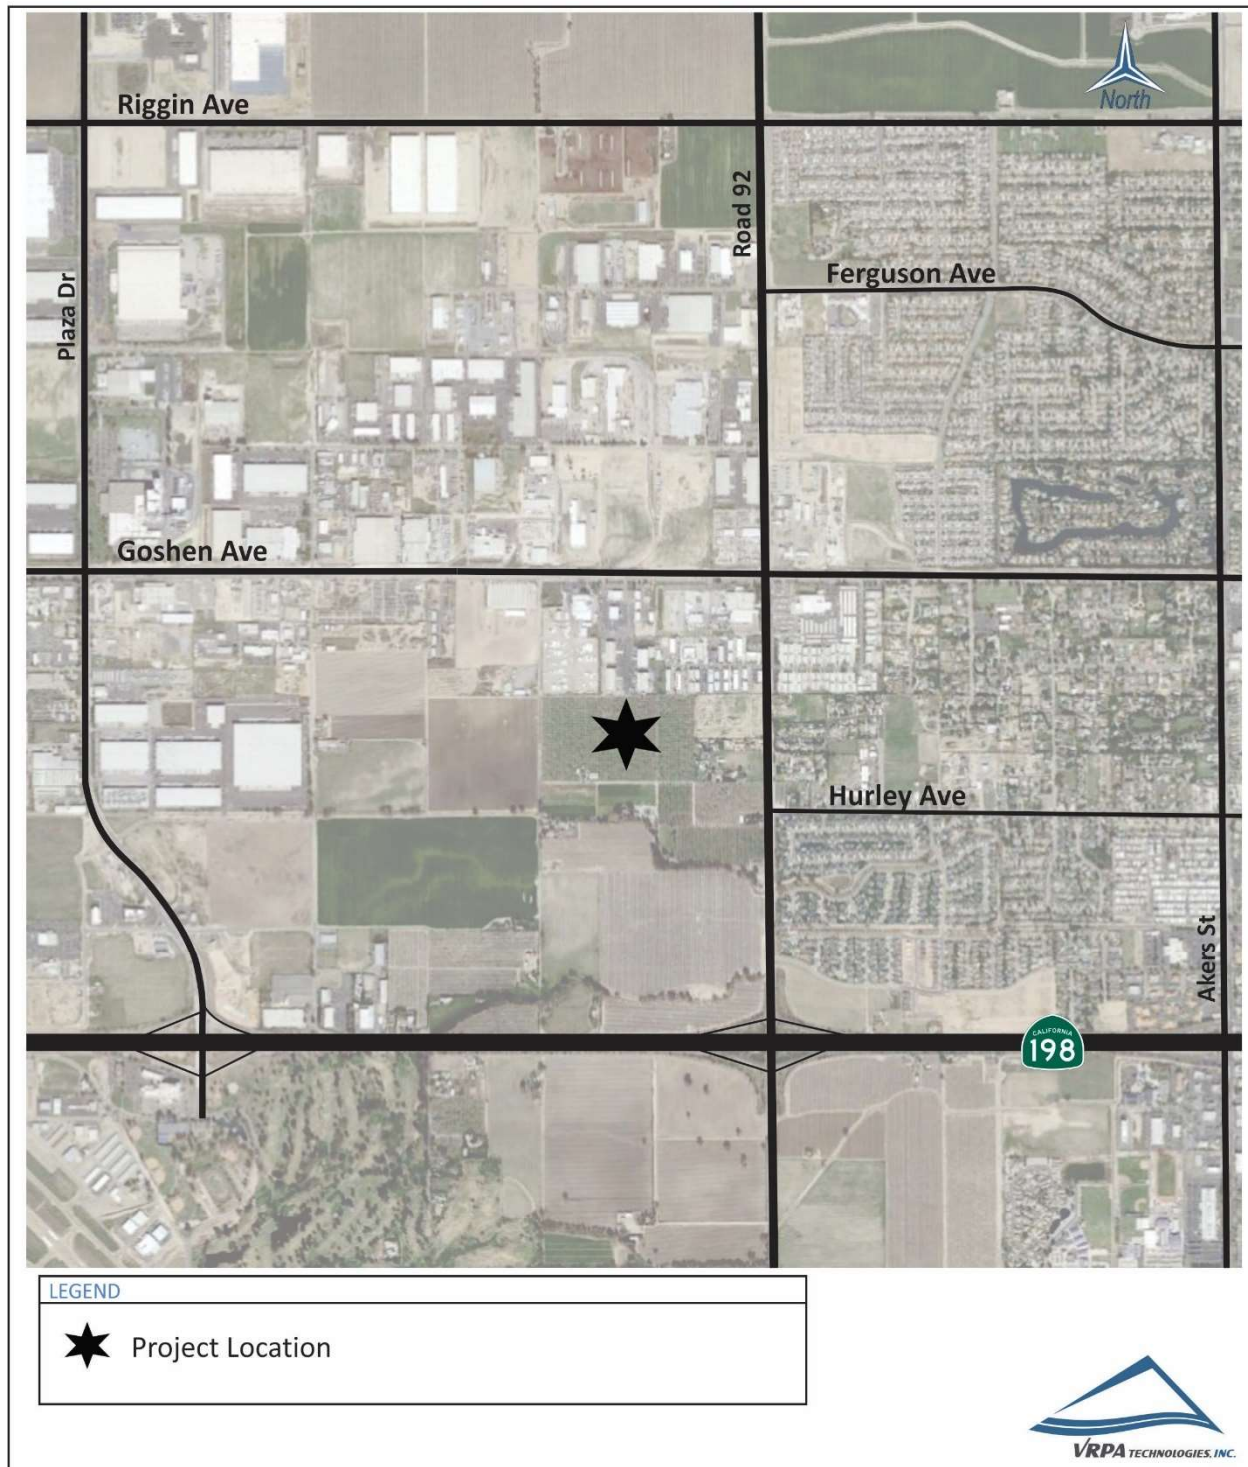 North
Riggin Ave
Road 92
Ferguson Ave
Plaza Dr
Goshen Ave
Hurley Ave
Akers St
CALIFORNIA
198
LEGEND
Project Location
VRPA TECHNOLOGIES, INC.